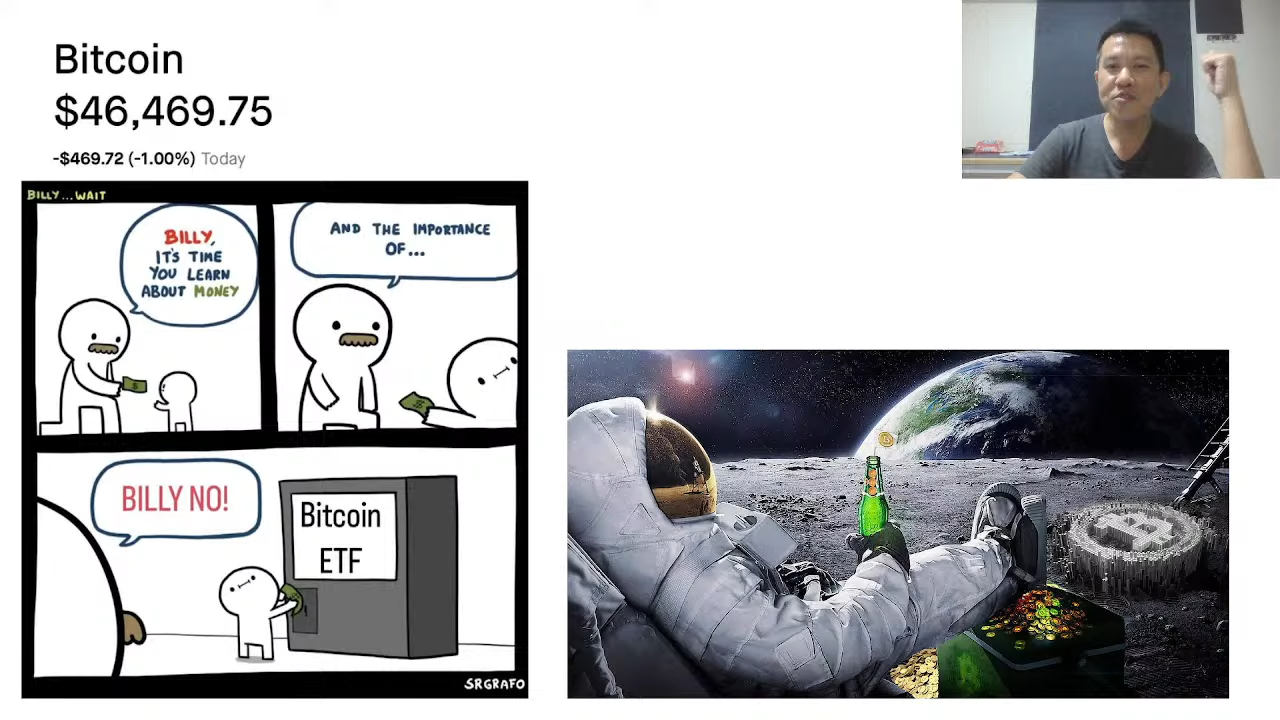 Bitcoin
$46,469.75
-$469.72 (-1.00%) Today
BILLY...WAIT
BILLY,
IT'S TIME
YOU LEARN
ABOUT MONEY
AND THE IMPORTANCE
OF...
BILLY NO!
Bitcoin
ETF
SRGRAFO